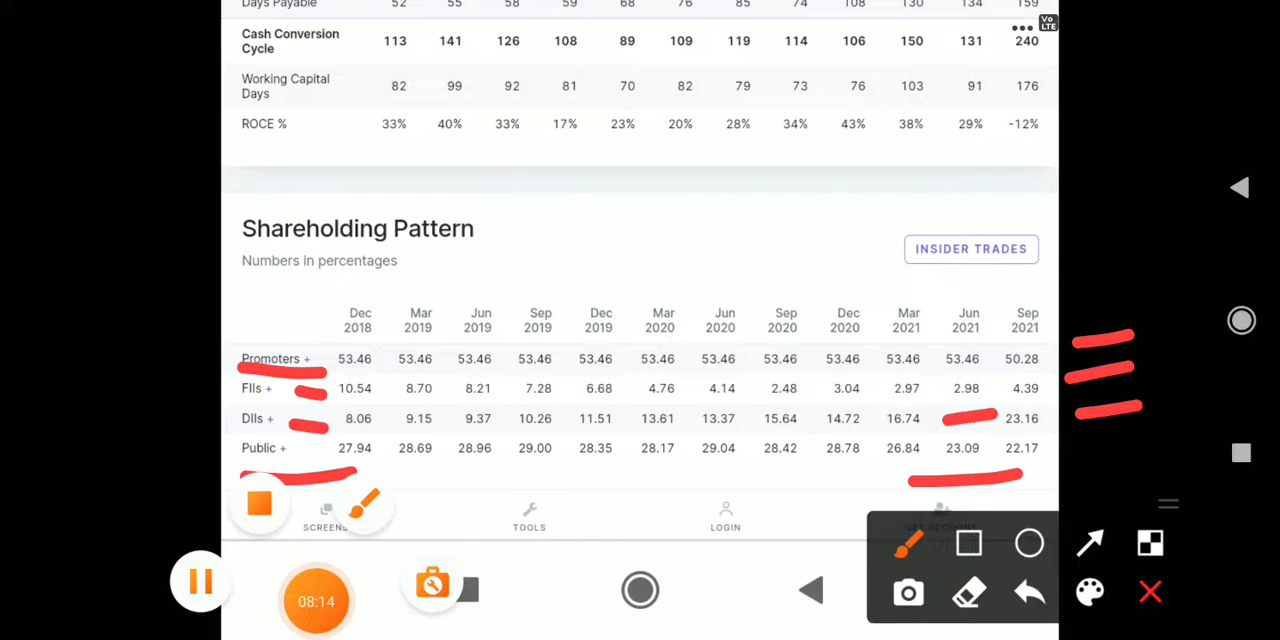 Days Payable 52 55 58 59 68 76 85 74 108 130 134 159
Vo LTE
Cash Conversion
Cycle 113 141 126 108 89 109 119 114 106 150 131 240
Working Capital
Days 82 99 92 81 70 82 79 73 76 103 91 176
ROCE % 33% 40% 33% 17% 23% 20% 28% 34% 43% 38% 29% -12%
Shareholding Pattern
INSIDER TRADES
Numbers in percentages
Dec Mar Jun Sep Dec Mar Jun Sep Dec Mar Jun Sep
2018 2019 2019 2019 2019 2020 2020 2020 2020 2021 2021 2021
Promoters + 53.46 53.46 53.46 53.46 53.46 53.46 53.46 53.46 53.46 53.46 53.46 50.28
FIIs + 10.54 8.70 8.21 7.28 6.68 4.76 4.14 2.48 3.04 2.97 2.98 4.39
DIIs + 8.06 9.15 9.37 10.26 11.51 13.61 13.37 15.64 14.72 16.74 23.16
Public + 27.94 28.69 28.96 29.00 28.35 28.17 29.04 28.42 28.78 26.84 23.09 22.17
SCREENS TOOLS LOGIN GET ACCOUNT
08:14